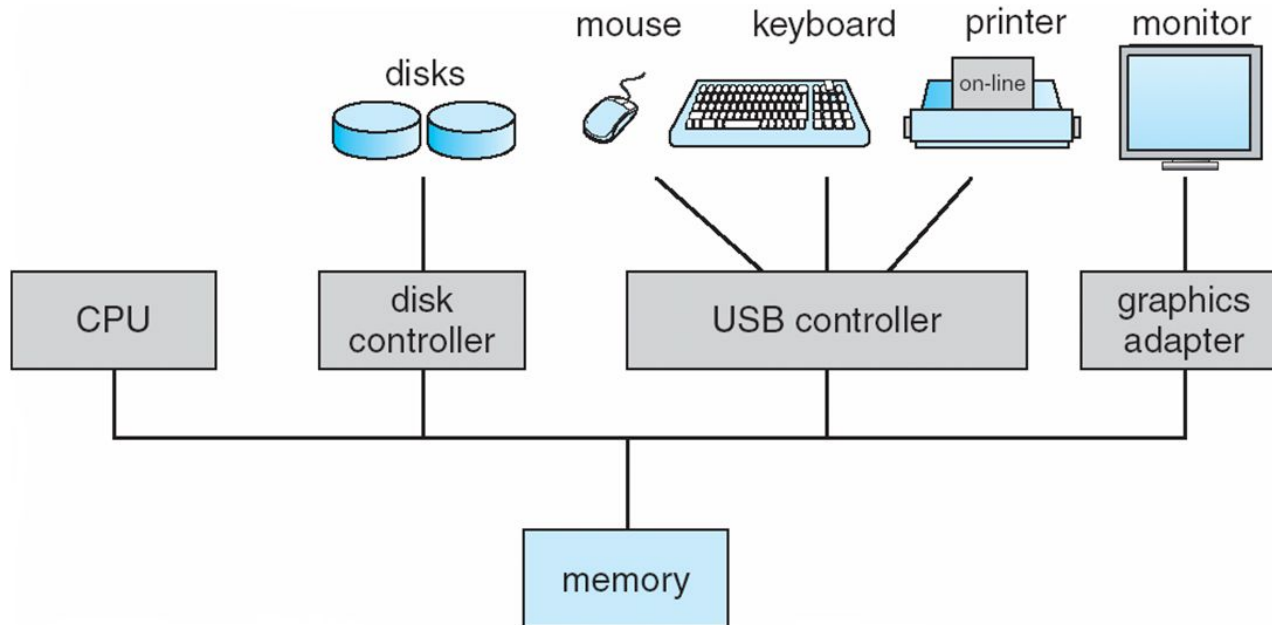 mouse
keyboard
printer
monitor
disks
on-line
CPU
disk
controller
USB controller
graphics
adapter
memory